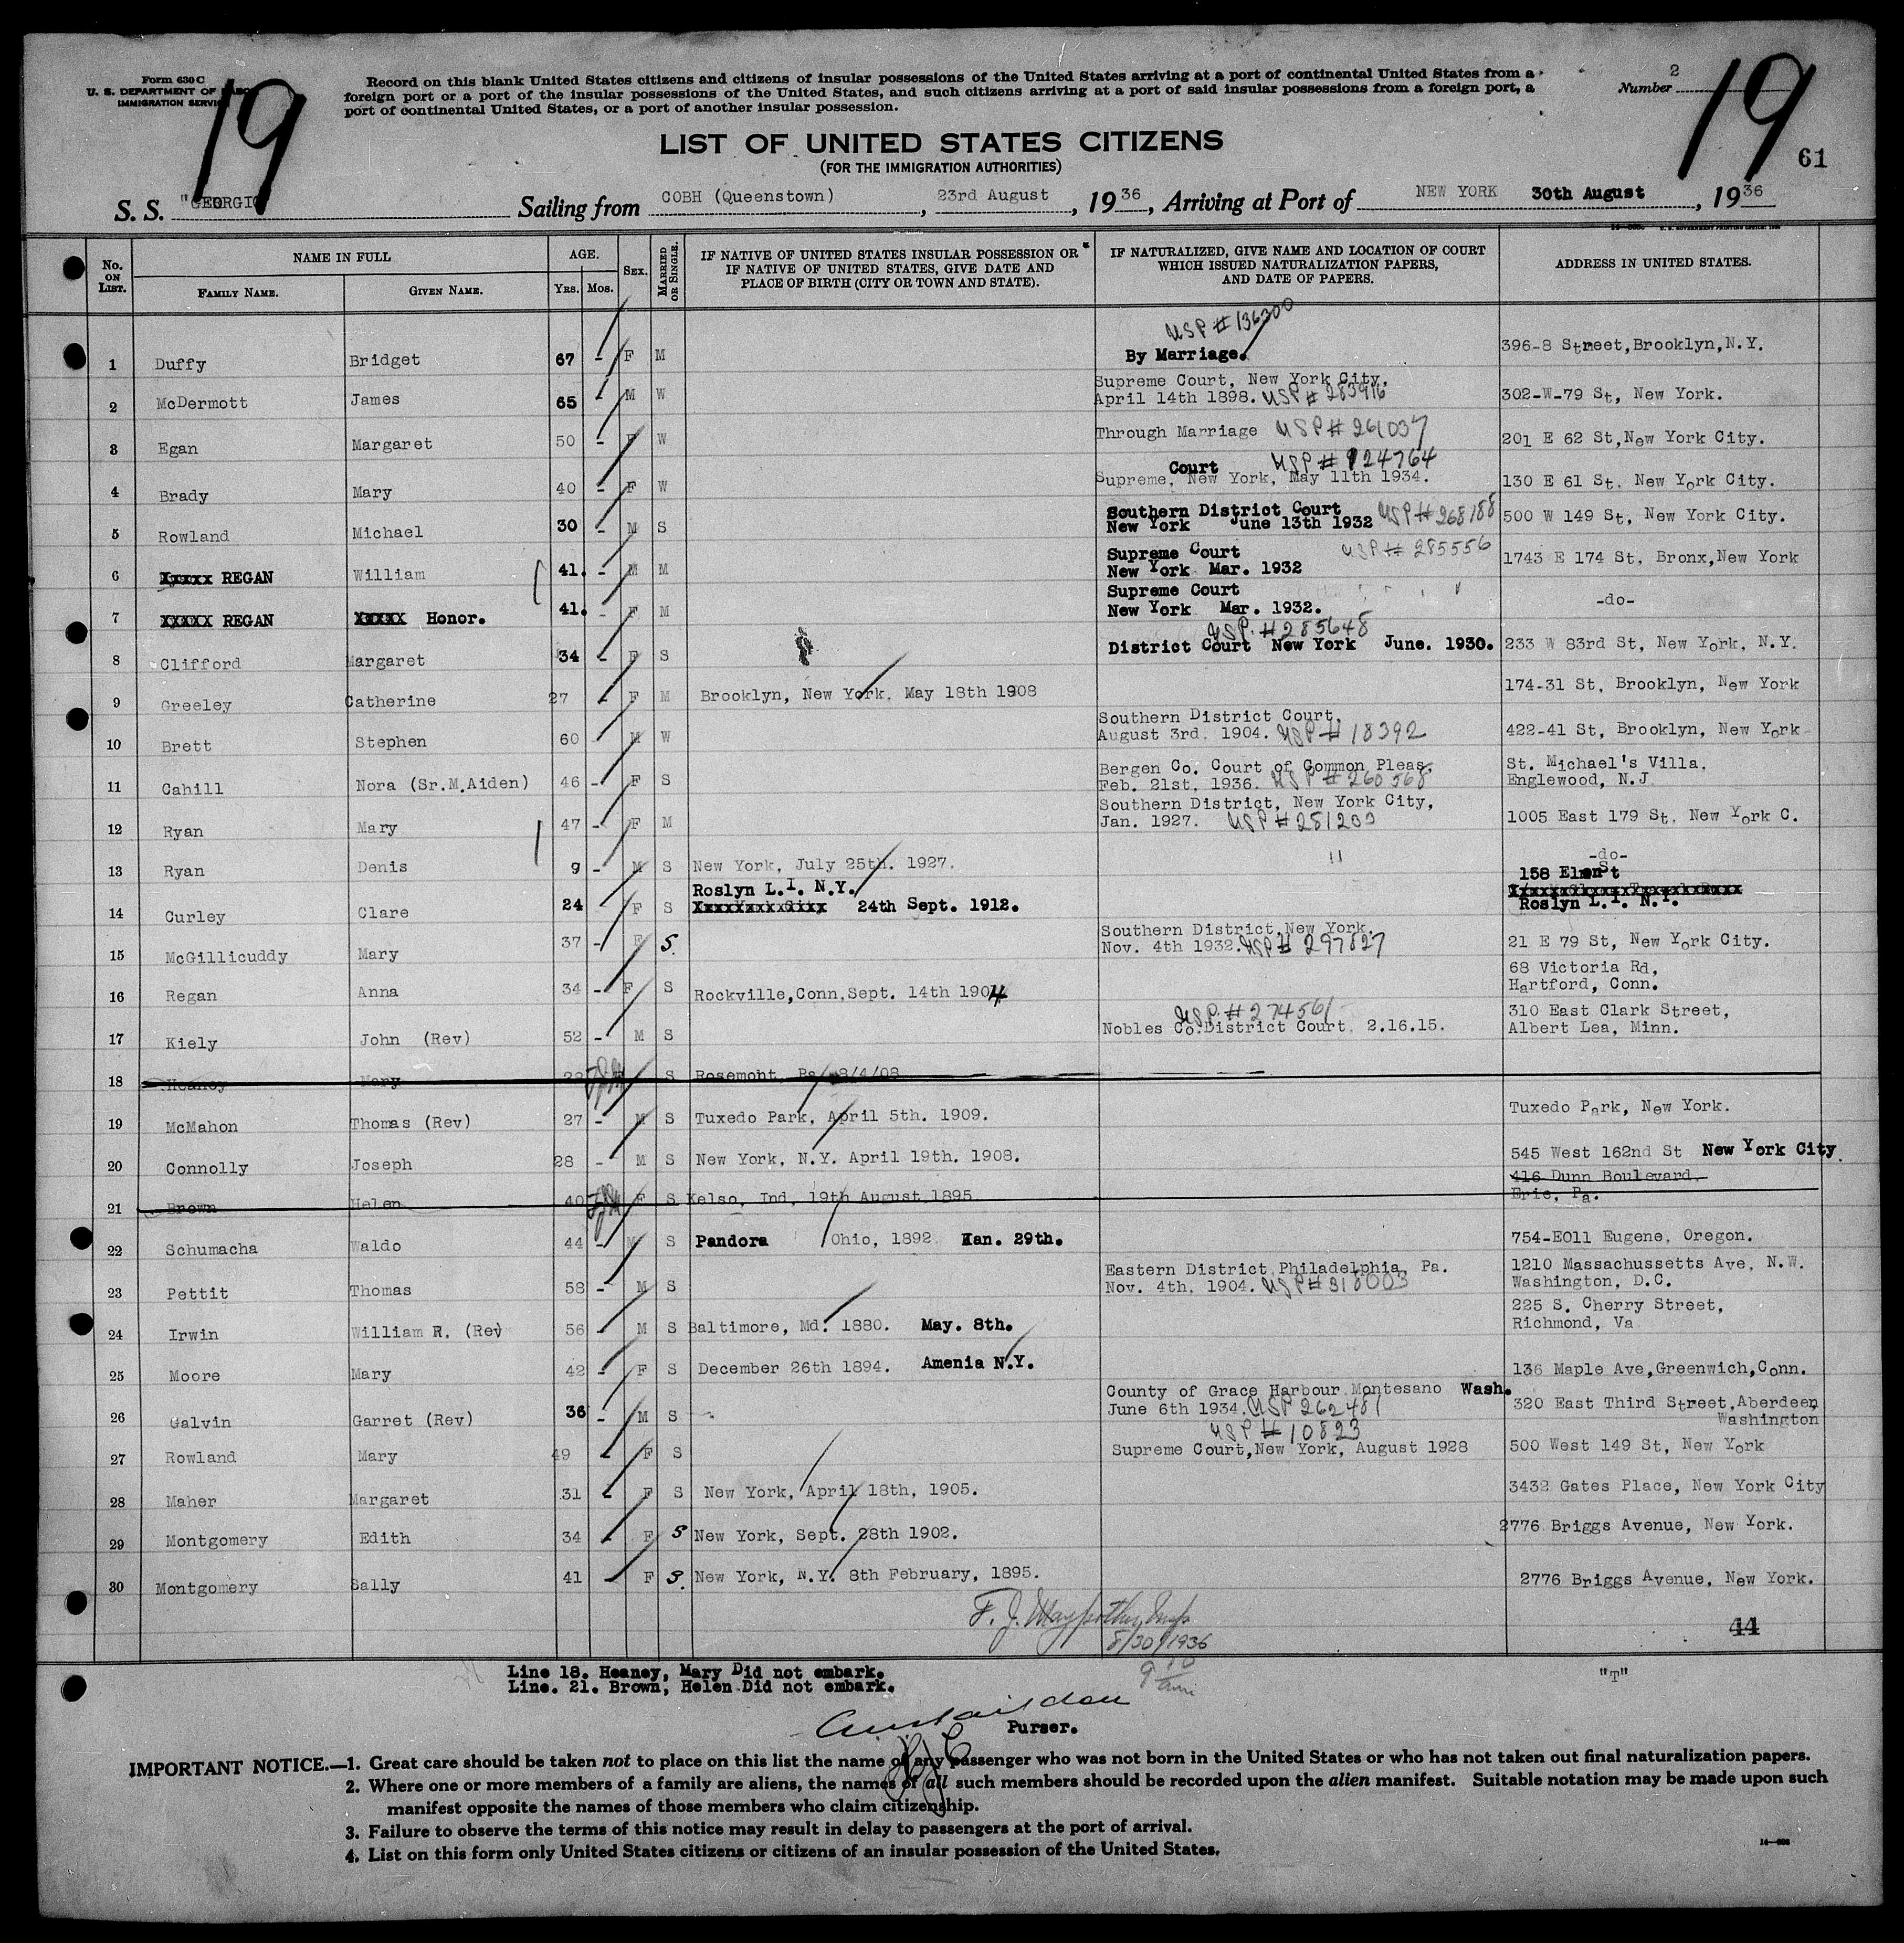 Form 630 C
U. S. DEPARTMENT OF LABOR
IMMIGRATION SERVICE
19
Record on this blank United States citizens and citizens of insular possessions of the United States arriving at a port of continental United States from a
foreign port or a port of the insular possessions of the United States, and such citizens arriving at a port of said insular possessions from a foreign port, a
port of continental United States, or a port of another insular possession.
2
Number
19
61
LIST OF UNITED STATES CITIZENS
(FOR THE IMMIGRATION AUTHORITIES)
S. S. "GEORGIC Sailing from COBH (Queenstown), 23rd August, 1936, Arriving at Port of NEW YORK 30th August, 1936
No. ON LIST. NAME IN FULL FAMILY NAME. GIVEN NAME. AGE. YRS. MOS. SEX. MARRIED OR SINGLE. IF NATIVE OF UNITED STATES INSULAR POSSESSION OR IF NATIVE OF UNITED STATES, GIVE DATE AND PLACE OF BIRTH (CITY OR TOWN AND STATE). IF NATURALIZED, GIVE NAME AND LOCATION OF COURT WHICH ISSUED NATURALIZATION PAPERS, AND DATE OF PAPERS. ADDRESS IN UNITED STATES.
1 Duffy Bridget 67 - F M USP # 136300 By Marriage. 396-8 Street, Brooklyn, N.Y.
2 McDermott James 65 - M W Supreme Court, New York City, April 14th 1898. USP # 283916 302-W-79 St, New York.
3 Egan Margaret 50 - F W Through Marriage USP # 261037 201 E 62 St, New York City.
4 Brady Mary 40 - F W Court USP # 124764 Supreme, New York, May 11th 1934. 130 E 61 St. New York City.
5 Rowland Michael 30 - M S Southern District Court New York June 13th 1932 USP # 268188 500 W 149 St, New York City.
6 REGAN William 41. - M M Supreme Court New York Mar. 1932 USP # 285556 1743 E 174 St, Bronx, New York
7 REGAN Honor. 41. - F M Supreme Court New York Mar. 1932. -do-
8 Clifford Margaret 34 - F S USP. # 285648 District Court New York June. 1930. 233 W 83rd St, New York, N.Y.
9 Greeley Catherine 27 - F M Brooklyn, New York, May 18th 1908 174-31 St, Brooklyn, New York
10 Brett Stephen 60 - M W Southern District Court, August 3rd. 1904. USP # 18392 422-41 St, Brooklyn, New York
11 Cahill Nora (Sr.M.Aiden) 46 - F S Bergen Co. Court of Common Pleas, Feb. 21st, 1936. USP # 260568 St. Michael's Villa, Englewood, N.J
12 Ryan Mary 47 - F M Southern District, New York City, Jan. 1927. USP # 281233 1005 East 179 St. New York C.
13 Ryan Denis 9 - M S New York, July 25th. 1927. -do-
14 Curley Clare 24 - F S Roslyn L.I. N.Y. 24th Sept. 1912. 158 Elm St Roslyn L.I. N.Y.
15 McGillicuddy Mary 37 - F S. Southern District, New York, Nov. 4th 1932. USP # 297827 21 E 79 St, New York City.
16 Regan Anna 34 - F S Rockville, Conn, Sept. 14th 1904 68 Victoria Rd, Hartford, Conn.
17 Kiely John (Rev) 52 - M S USP. # 274561 Nobles Co. District Court, 2.16.15. 310 East Clark Street, Albert Lea, Minn.
18 Heaney Mary S Rosemont, Pa 8/4/08
19 McMahon Thomas (Rev) 27 - M S Tuxedo Park, April 5th. 1909. Tuxedo Park, New York.
20 Connolly Joseph 28 - M S New York, N.Y. April 19th. 1908. 545 West 162nd St New York City.
21 Brown Helen 40 F S Kelso, Ind, 19th August 1895 416 Dunn Boulevard, Erie, Pa.
22 Schumacha Waldo 44 - M S Pandora Ohio, 1892. Jan. 29th. 754-E011 Eugene, Oregon.
23 Pettit Thomas 58 - M S Eastern District, Philadelphia, Pa. Nov. 4th, 1904. USP # 318003 1210 Massachussetts Ave, N.W. Washington, D.C.
24 Irwin William R. (Rev) 56 - M S Baltimore, Md. 1880. May. 8th. 225 S. Cherry Street, Richmond, Va
25 Moore Mary 42 - F S December 26th 1894. Amenia N.Y. 136 Maple Ave, Greenwich, Conn.
26 Galvin Garret (Rev) 36 - M S County of Grace Harbour Montesano Wash. June 6th 1934. USP 262481 320 East Third Street, Aberdeen, Washington
27 Rowland Mary 49 - F S USP # 10823 Supreme Court, New York, August 1928 500 West 149 St, New York
28 Maher Margaret 31 - F S New York, April 18th, 1905. 3432 Gates Place, New York City
29 Montgomery Edith 34 - F S New York, Sept. 28th 1902. 2776 Briggs Avenue, New York.
30 Montgomery Sally 41 - F S. New York, N.Y. 8th February, 1895. 2776 Briggs Avenue, New York.
8/30/1936
44
Line 18. Heaney, Mary Did not embark.
Line. 21. Brown, Helen Did not embark.
"T"
Purser.
IMPORTANT NOTICE.—1. Great care should be taken not to place on this list the name of any passenger who was not born in the United States or who has not taken out final naturalization papers.
2. Where one or more members of a family are aliens, the names of all such members should be recorded upon the alien manifest. Suitable notation may be made upon such
manifest opposite the names of those members who claim citizenship.
3. Failure to observe the terms of this notice may result in delay to passengers at the port of arrival.
4. List on this form only United States citizens or citizens of an insular possession of the United States.